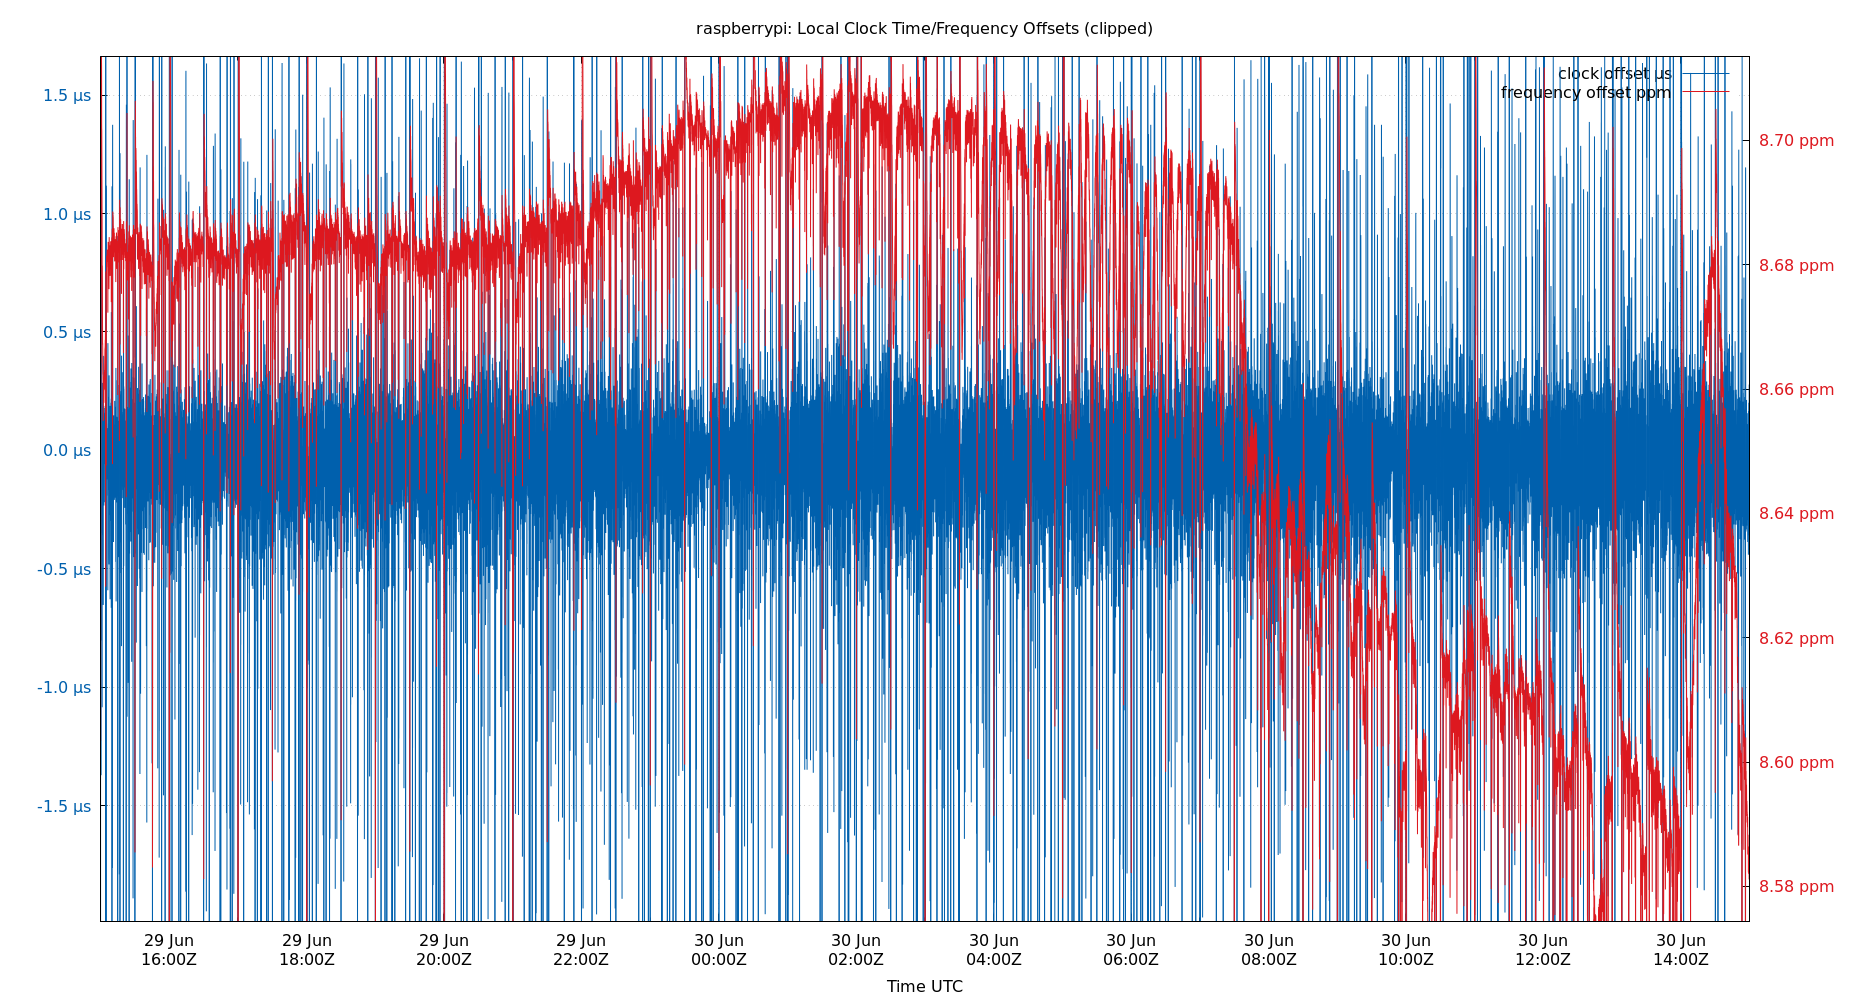 raspberrypi: Local Clock Time/Frequency Offsets (clipped)
clock offset µs
frequency offset ppm
1.5 µs
1.0 µs
0.5 µs
0.0 µs
-0.5 µs
-1.0 µs
-1.5 µs
8.70 ppm
8.68 ppm
8.66 ppm
8.64 ppm
8.62 ppm
8.60 ppm
8.58 ppm
29 Jun 29 Jun 29 Jun 29 Jun 30 Jun 30 Jun 30 Jun 30 Jun 30 Jun 30 Jun 30 Jun 30 Jun
16:00Z 18:00Z 20:00Z 22:00Z 00:00Z 02:00Z 04:00Z 06:00Z 08:00Z 10:00Z 12:00Z 14:00Z
Time UTC